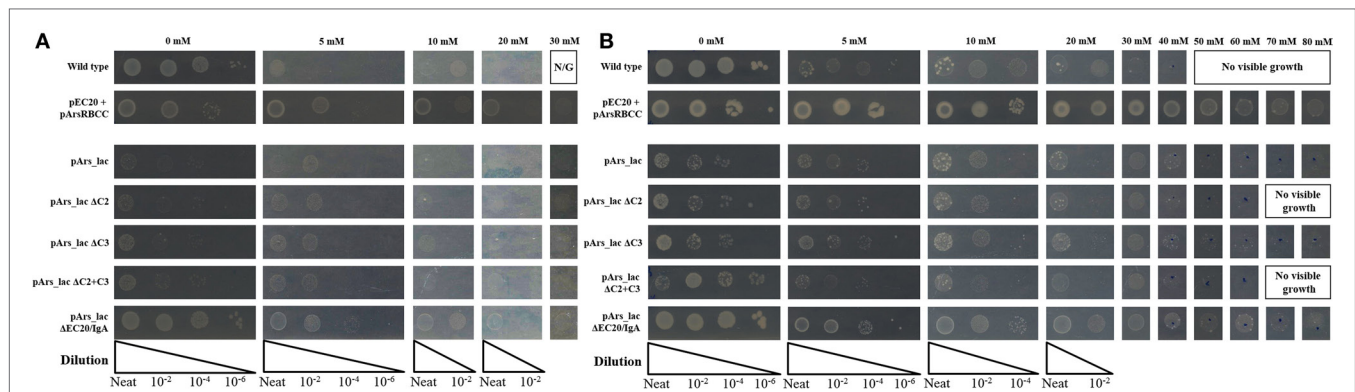 A
0 mM 5 mM 10 mM 20 mM 30 mM
Wild type
N/G
pEC20 +
pArsRBCC
pArs_lac
pArs_lac ΔC2
pArs_lac ΔC3
pArs_lac ΔC2+C3
pArs_lac
ΔEC20/IgA
Dilution
Neat 10-2 10-4 10-6 Neat 10-2 10-4 10-6 Neat 10-2 Neat 10-2
B
0 mM 5 mM 10 mM 20 mM 30 mM 40 mM 50 mM 60 mM 70 mM 80 mM
Wild type
No visible growth
pEC20 +
pArsRBCC
pArs_lac
pArs_lac ΔC2
No visible
growth
pArs_lac ΔC3
pArs_lac
ΔC2+C3
No visible
growth
pArs_lac
ΔEC20/IgA
Dilution
Neat 10-2 10-4 10-6 Neat 10-2 10-4 10-6 Neat 10-2 10-4 Neat 10-2